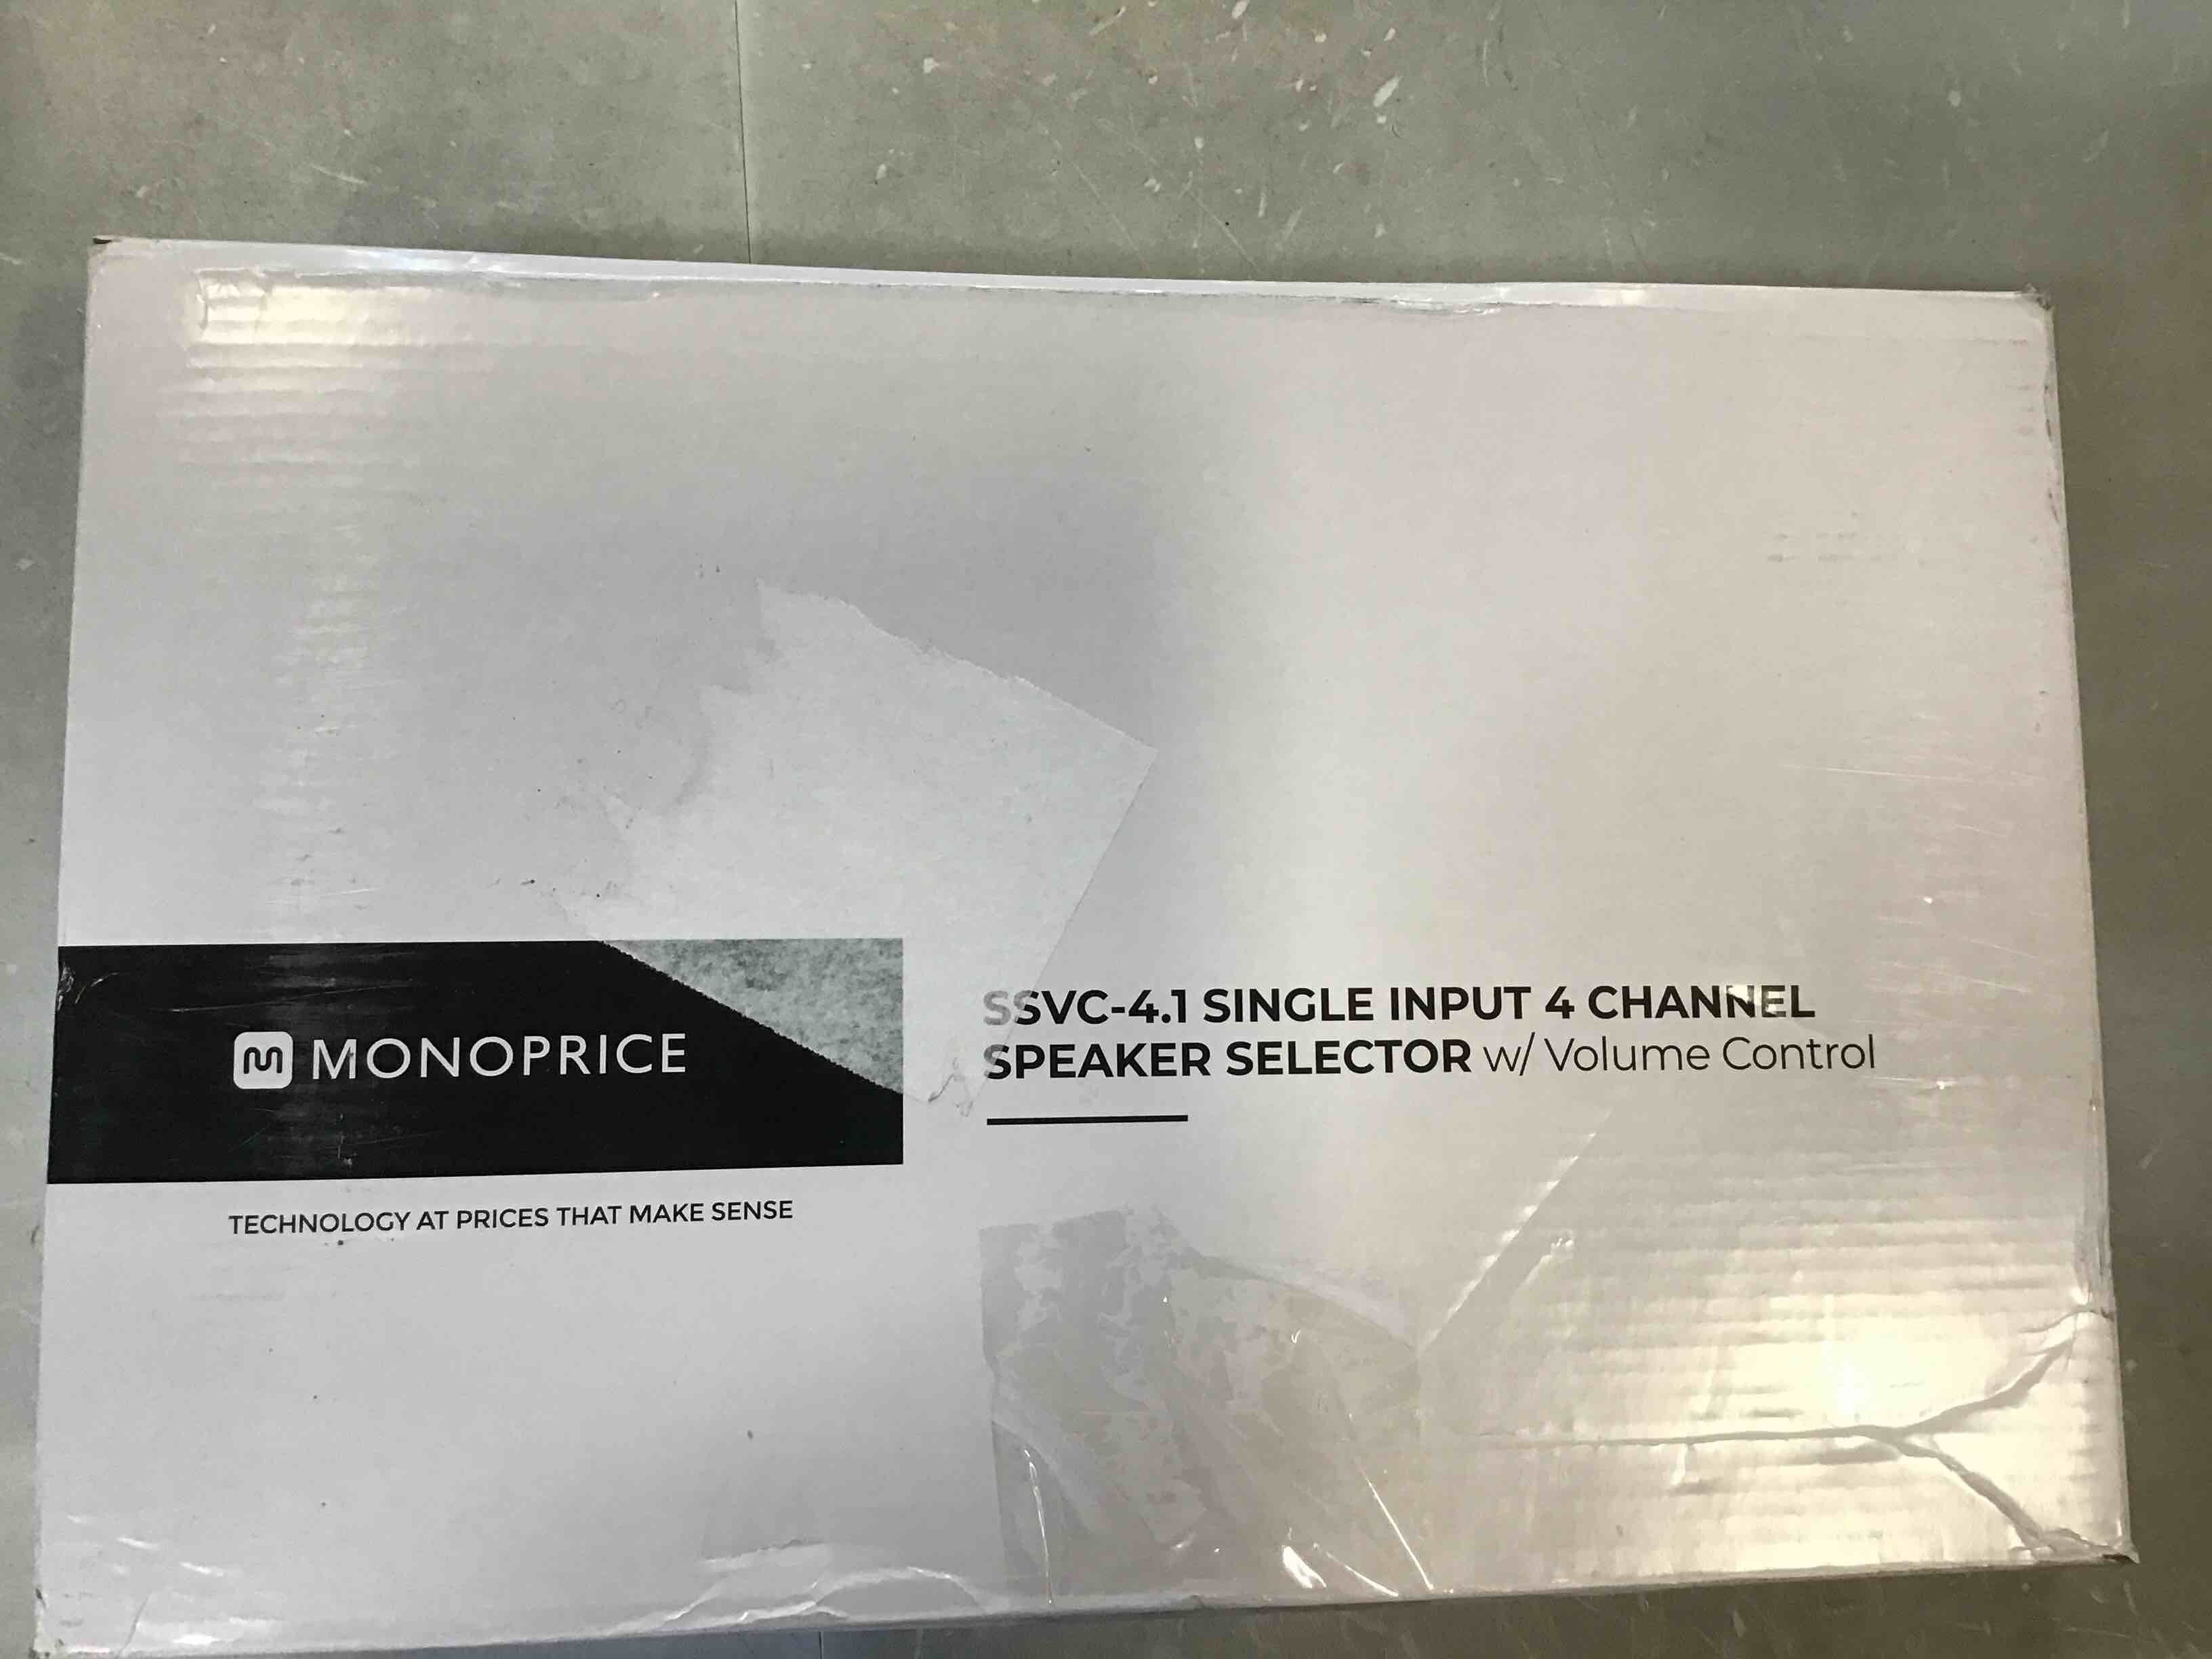 MONOPRICE
TECHNOLOGY AT PRICES THAT MAKE SENSE
SSVC-4.1 SINGLE INPUT 4 CHANNEL
SPEAKER SELECTOR w/ Volume Control